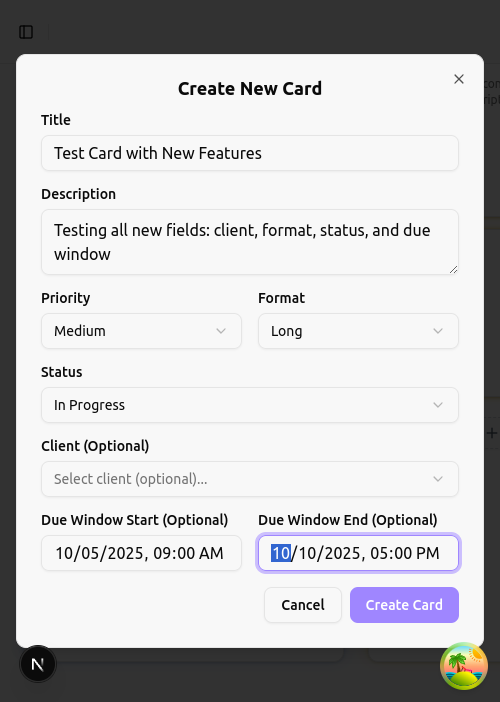 Create New Card
Title
Test Card with New Features
Description
Testing all new fields: client, format, status, and due
window
Priority
Format
Medium
Long
Status
In Progress
Client (Optional)
Select client (optional)...
Due Window Start (Optional)
Due Window End (Optional)
10/05/2025, 09:00 AM
10/10/2025, 05:00 PM
Cancel
Create Card
N